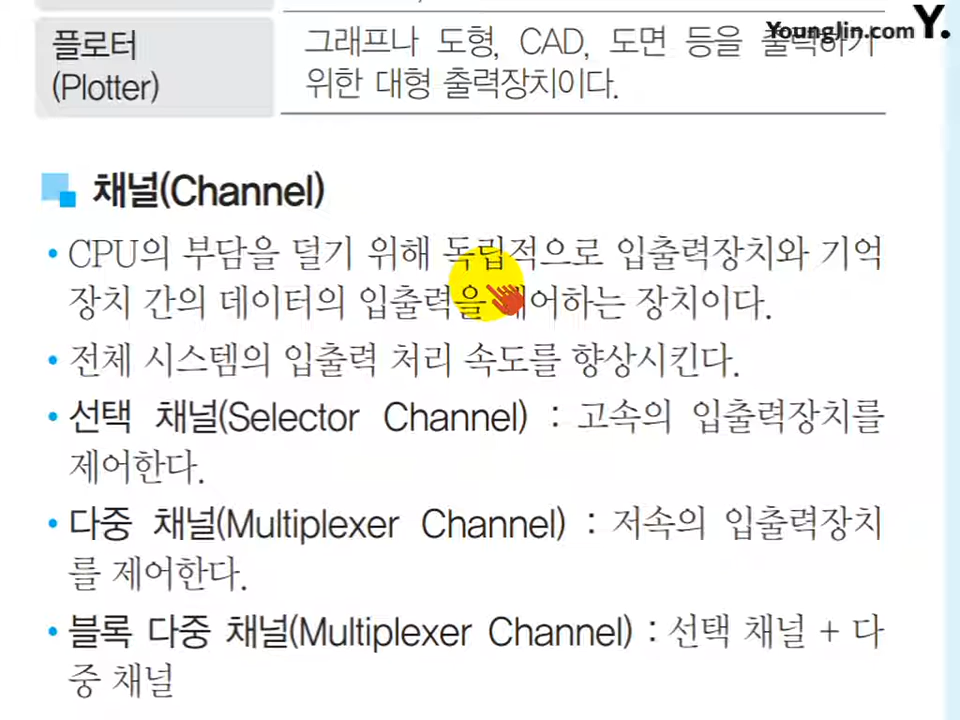 YoungJin.com Y.
플로터
(Plotter)
그래프나 도형, CAD, 도면 등을 출력하기
위한 대형 출력장치이다.
채널(Channel)
• CPU의 부담을 덜기 위해 독립적으로 입출력장치와 기억
장치 간의 데이터의 입출력을 제어하는 장치이다.
• 전체 시스템의 입출력 처리 속도를 향상시킨다.
• 선택 채널(Selector Channel) : 고속의 입출력장치를
제어한다.
• 다중 채널(Multiplexer Channel) : 저속의 입출력장치
를 제어한다.
• 블록 다중 채널(Multiplexer Channel) : 선택 채널 + 다
중 채널